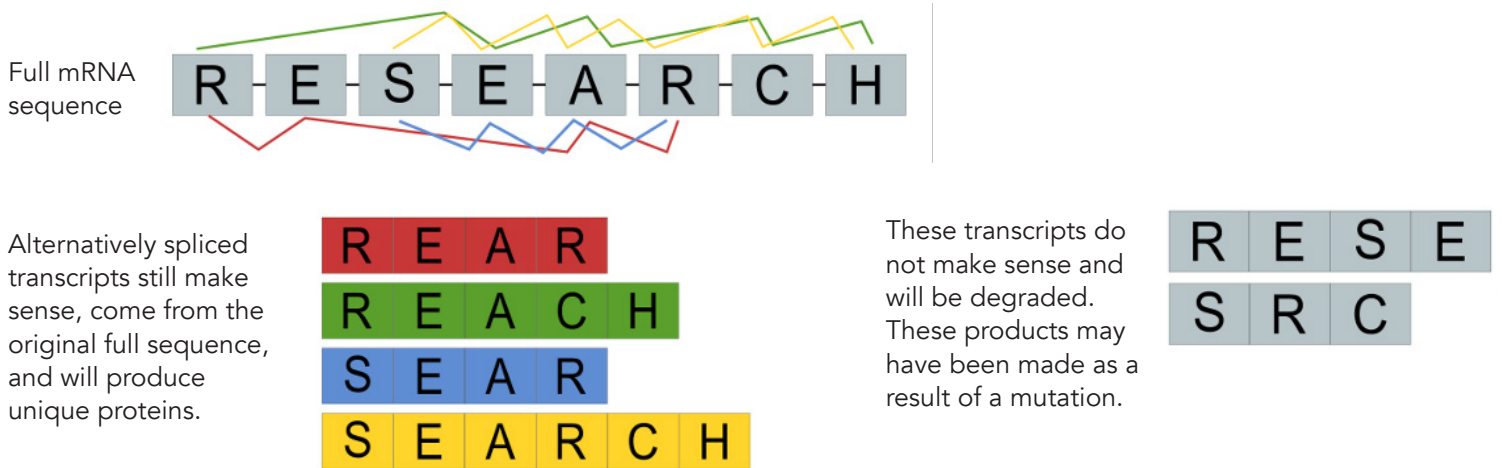 Full mRNA
sequence
R-E-S-E-A-R-C-H
Alternatively spliced
transcripts still make
sense, come from the
original full sequence,
and will produce
unique proteins.
R E A R
R E A C H
S E A R
S E A R C H
These transcripts do
not make sense and
will be degraded.
These products may
have been made as a
result of a mutation.
R E S E
S R C